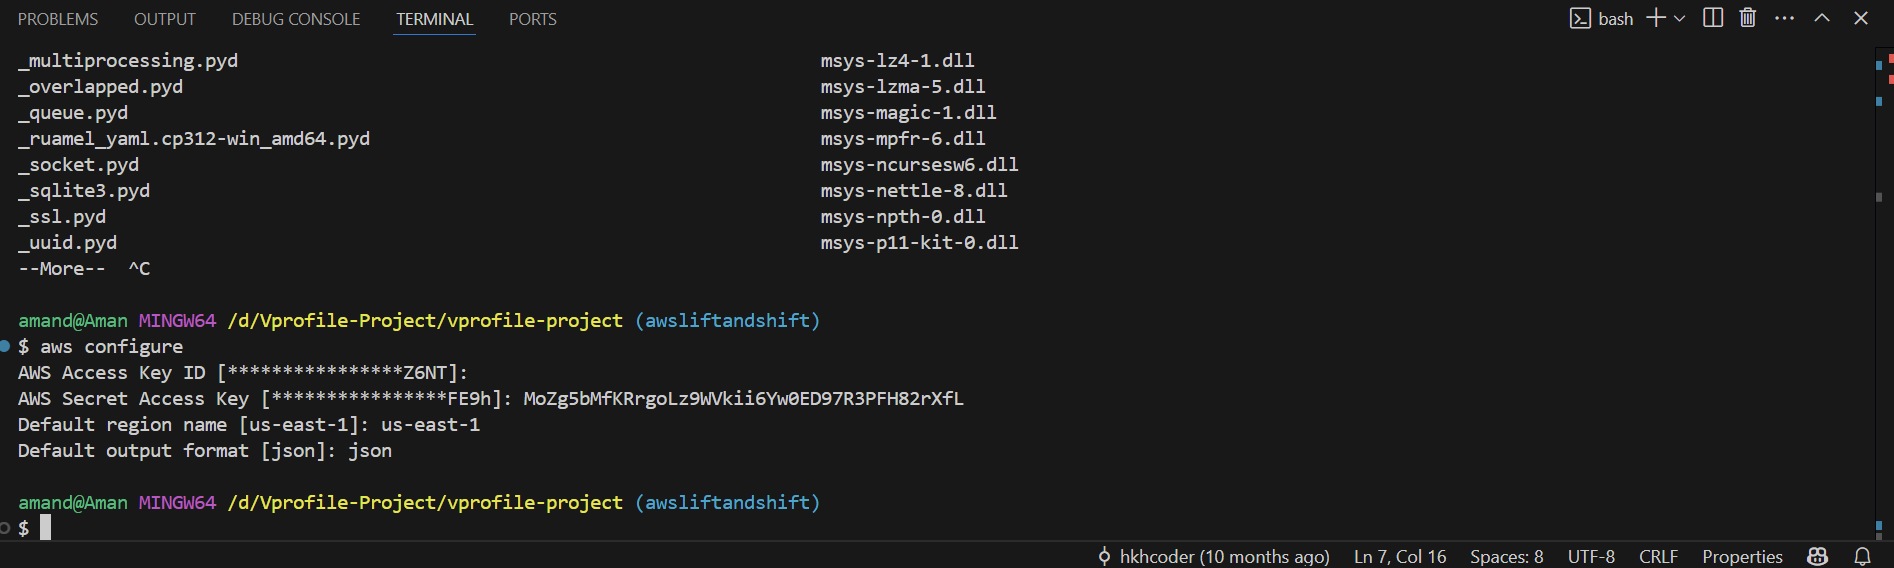 PROBLEMS OUTPUT DEBUG CONSOLE TERMINAL PORTS bash
_multiprocessing.pyd msys-lz4-1.dll
_overlapped.pyd msys-lzma-5.dll
_queue.pyd msys-magic-1.dll
_ruamel_yaml.cp312-win_amd64.pyd msys-mpfr-6.dll
_socket.pyd msys-ncursesw6.dll
_sqlite3.pyd msys-nettle-8.dll
_ssl.pyd msys-npth-0.dll
_uuid.pyd msys-p11-kit-0.dll
--More-- ^C
amand@Aman MINGW64 /d/Vprofile-Project/vprofile-project (awsliftandshift)
$ aws configure
AWS Access Key ID [****************Z6NT]:
AWS Secret Access Key [****************FE9h]: MoZg5bMfKRrgoLz9WVkii6Yw0ED97R3PFH82rXfL
Default region name [us-east-1]: us-east-1
Default output format [json]: json
amand@Aman MINGW64 /d/Vprofile-Project/vprofile-project (awsliftandshift)
$
hkhcoder (10 months ago) Ln 7, Col 16 Spaces: 8 UTF-8 CRLF Properties